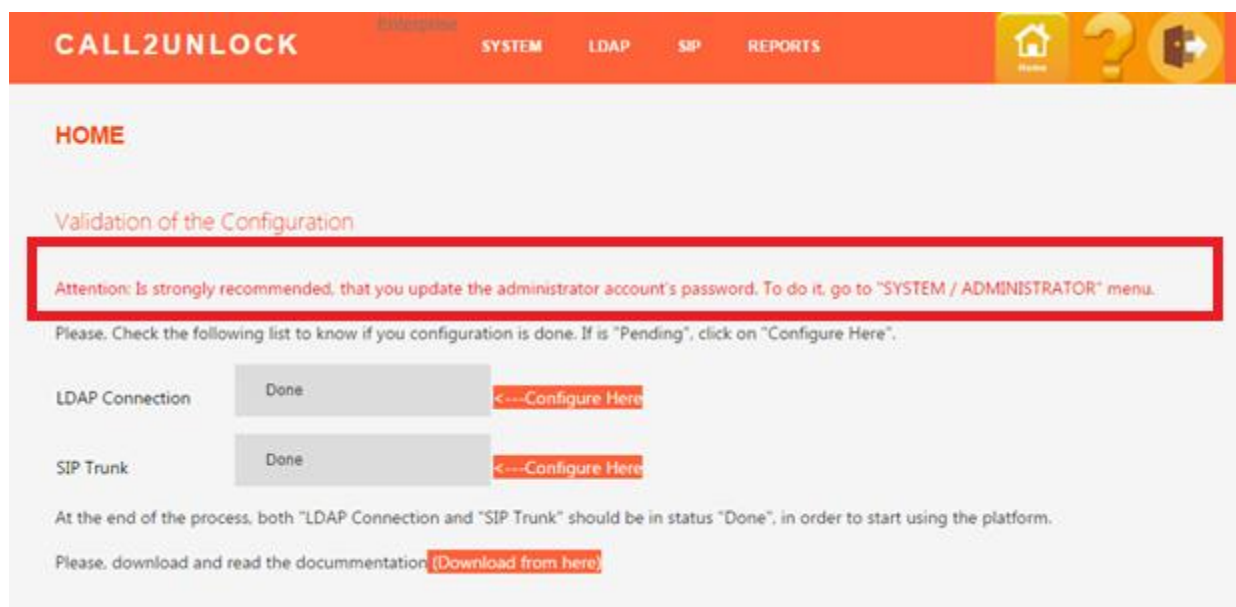 CALL2UNLOCK
Enterprise
SYSTEM LDAP SIP REPORTS
Home
HOME
Validation of the Configuration
Attention: Is strongly recommended, that you update the administrator account's password. To do it, go to "SYSTEM / ADMINISTRATOR" menu.
Please. Check the following list to know if you configuration is done. If is "Pending", click on "Configure Here".
LDAP Connection Done <---Configure Here
SIP Trunk Done <---Configure Here
At the end of the process, both "LDAP Connection and "SIP Trunk" should be in status "Done", in order to start using the platform.
Please, download and read the docummentation (Download from here)